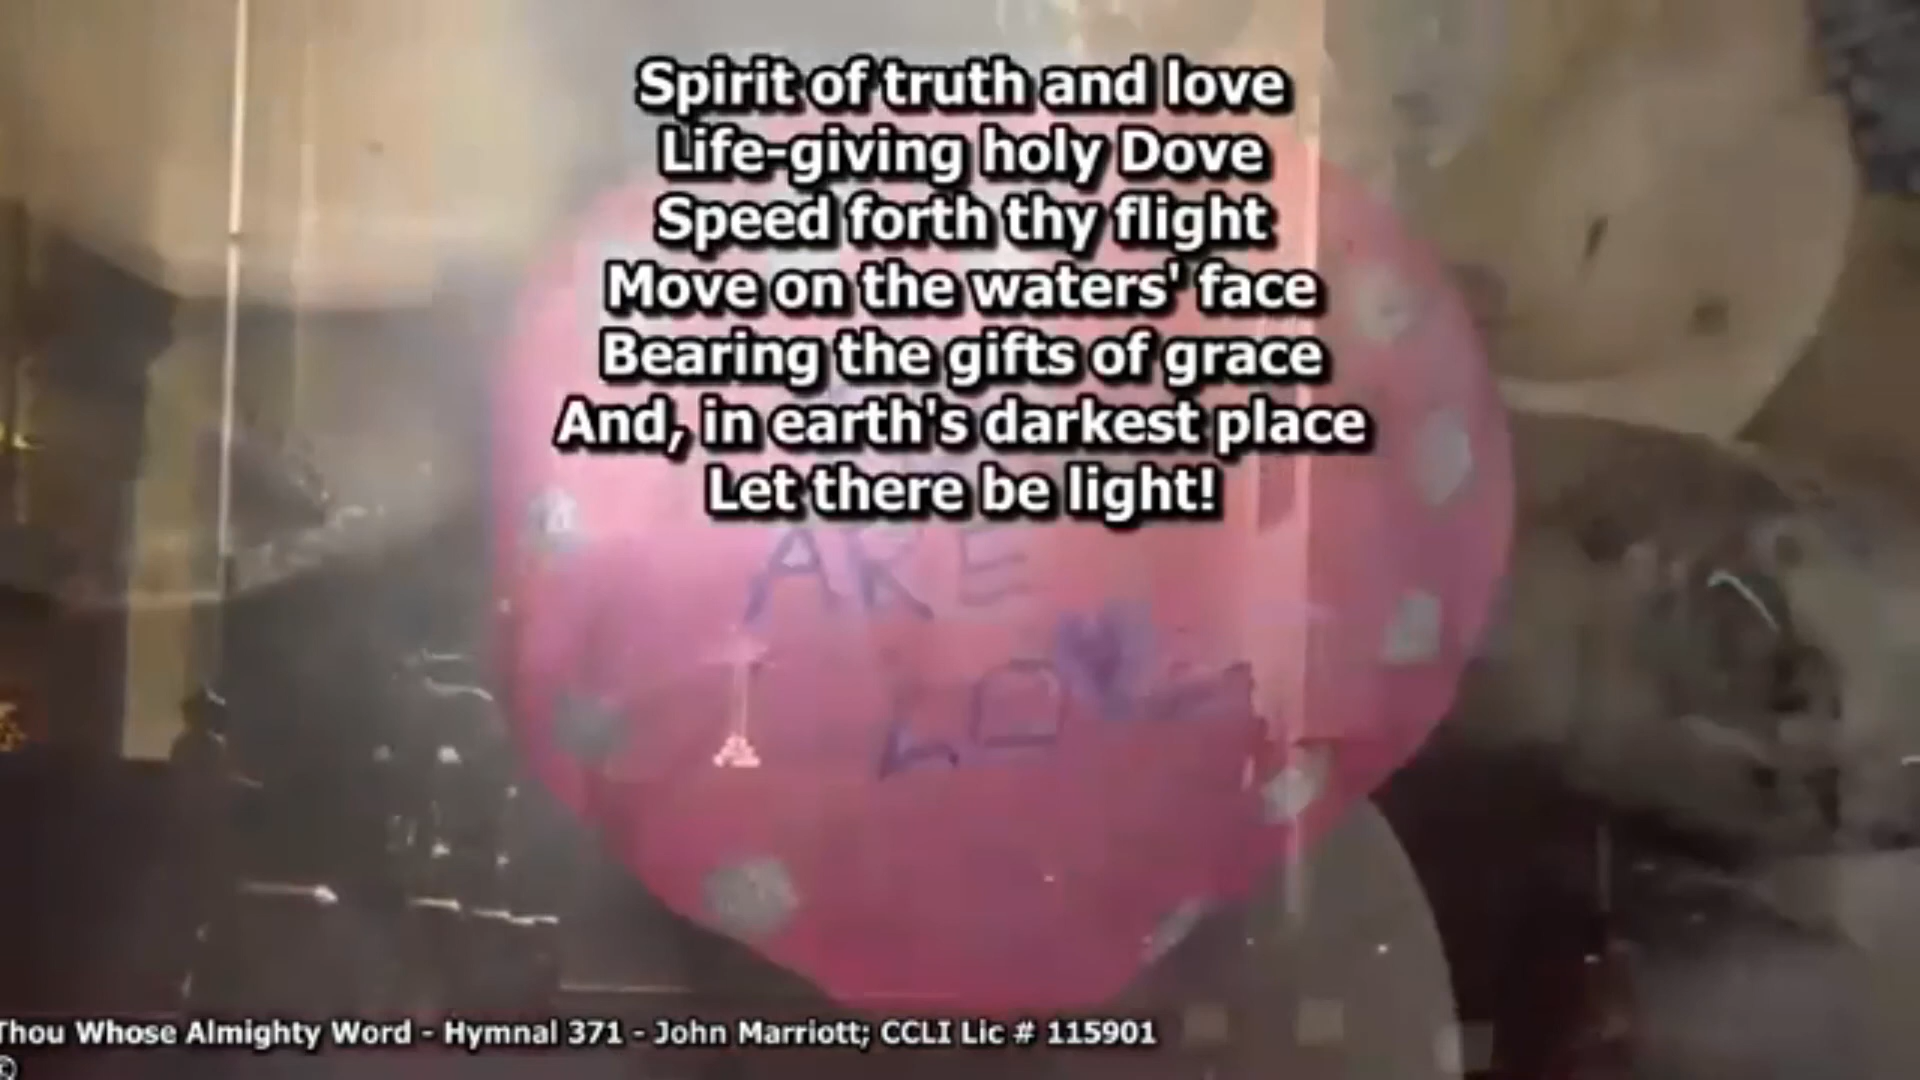 Spirit of truth and love
Life-giving holy Dove
Speed forth thy flight
Move on the waters' face
Bearing the gifts of grace
And, in earth's darkest place
Let there be light!
ARE
LOVE
Thou Whose Almighty Word - Hymnal 371 - John Marriott; CCLI Lic # 115901
©